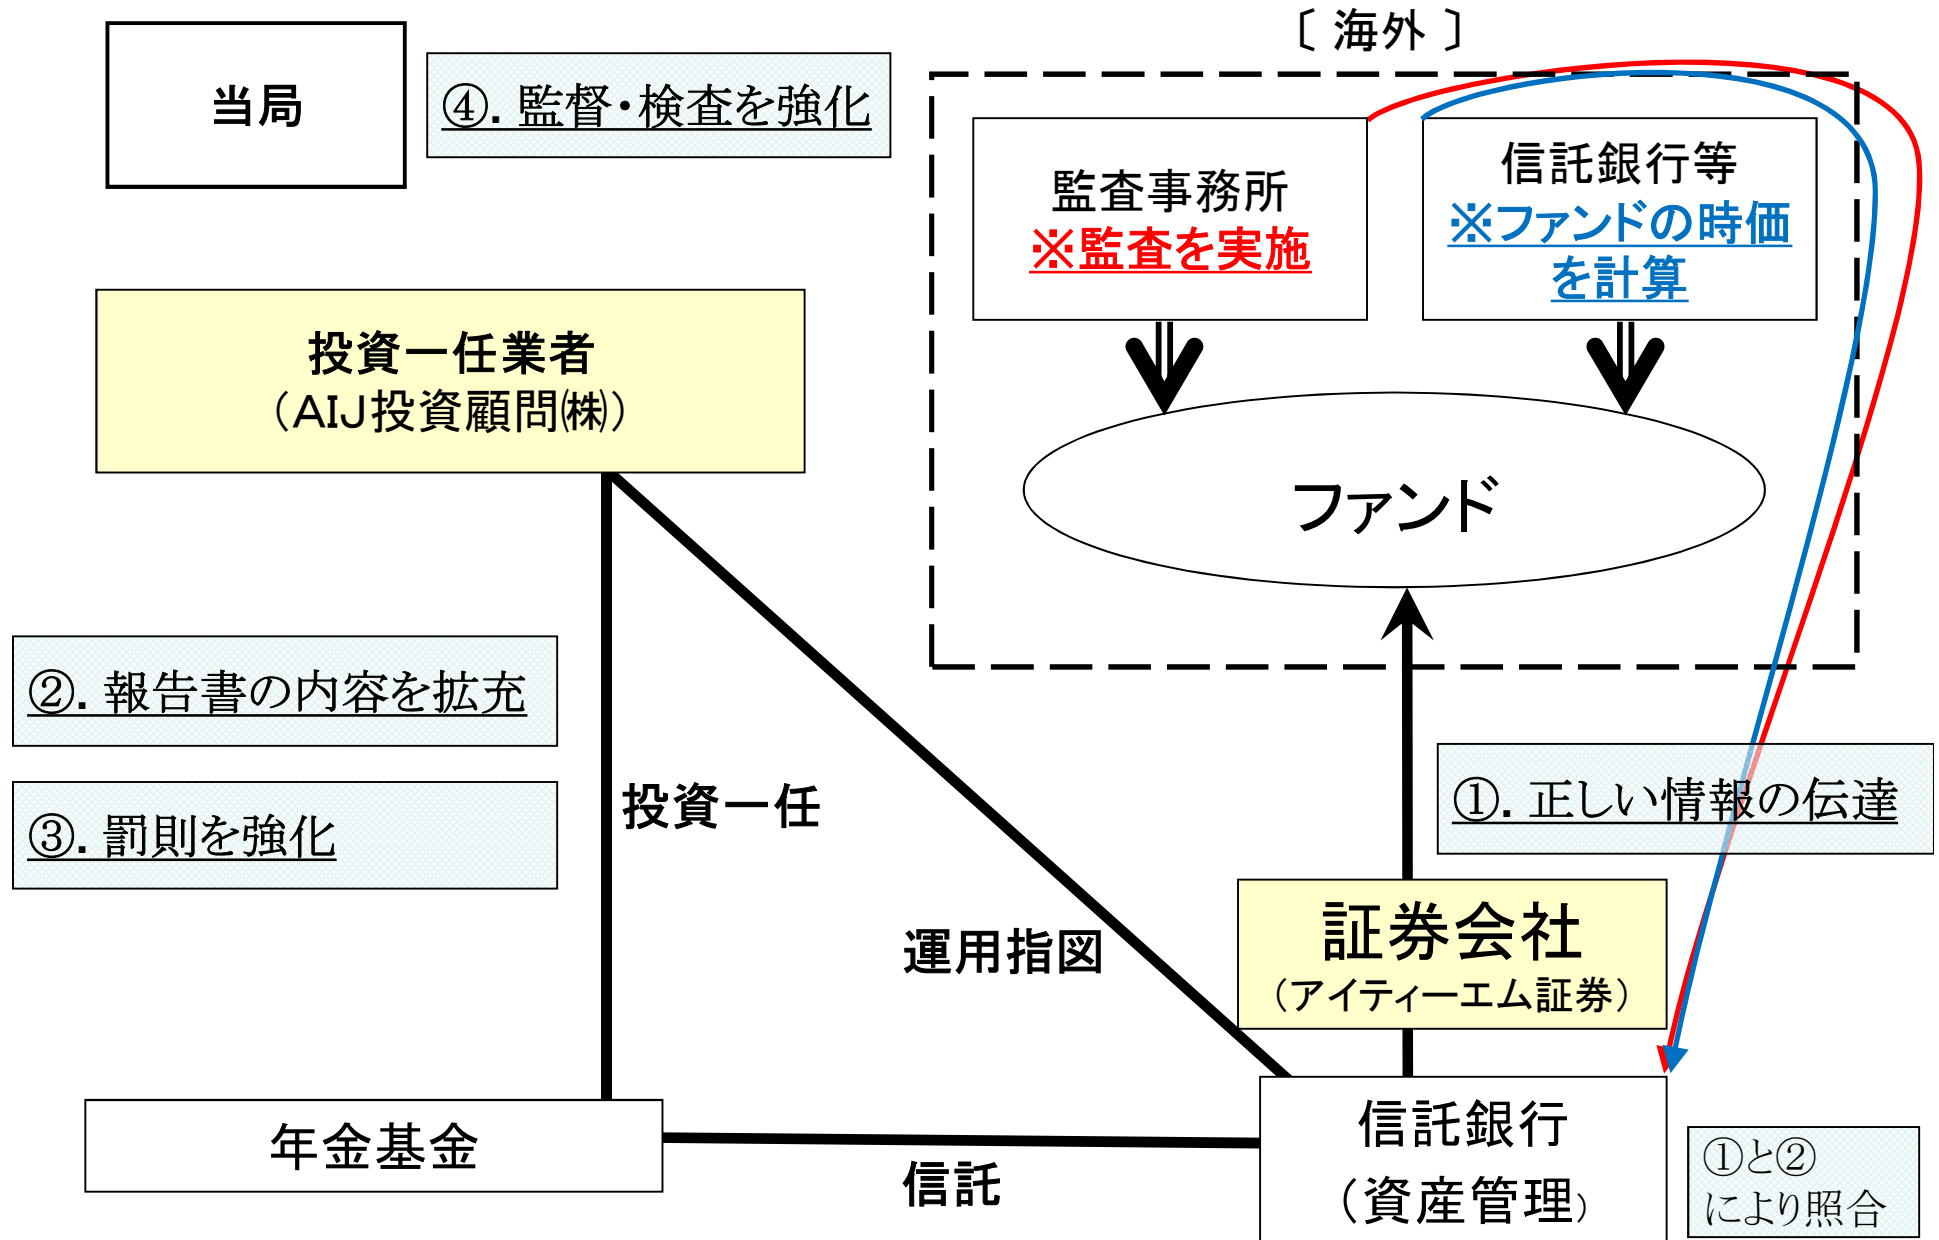 〔 海外 〕
当局
④. 監督・検査を強化
監査事務所
※監査を実施
信託銀行等
※ファンドの時価
を計算
投資一任業者
（AIJ投資顧問㈱）
ファンド
②. 報告書の内容を拡充
③. 罰則を強化
投資一任
①. 正しい情報の伝達
運用指図
証券会社
（アイティーエム証券）
年金基金
信託
信託銀行
（資産管理）
①と②
により照合